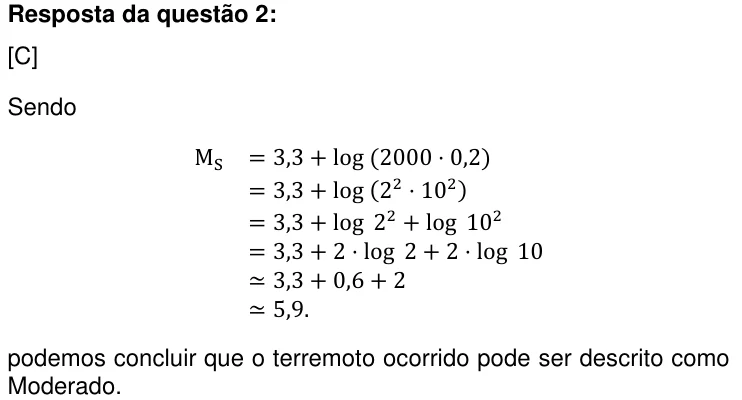 Resposta da questão 2:
[C]
Sendo
M_S = 3,3 + log (2000 · 0,2)
= 3,3 + log (2² · 10²)
= 3,3 + log 2² + log 10²
= 3,3 + 2 · log 2 + 2 · log 10
≃ 3,3 + 0,6 + 2
≃ 5,9.
podemos concluir que o terremoto ocorrido pode ser descrito como
Moderado.